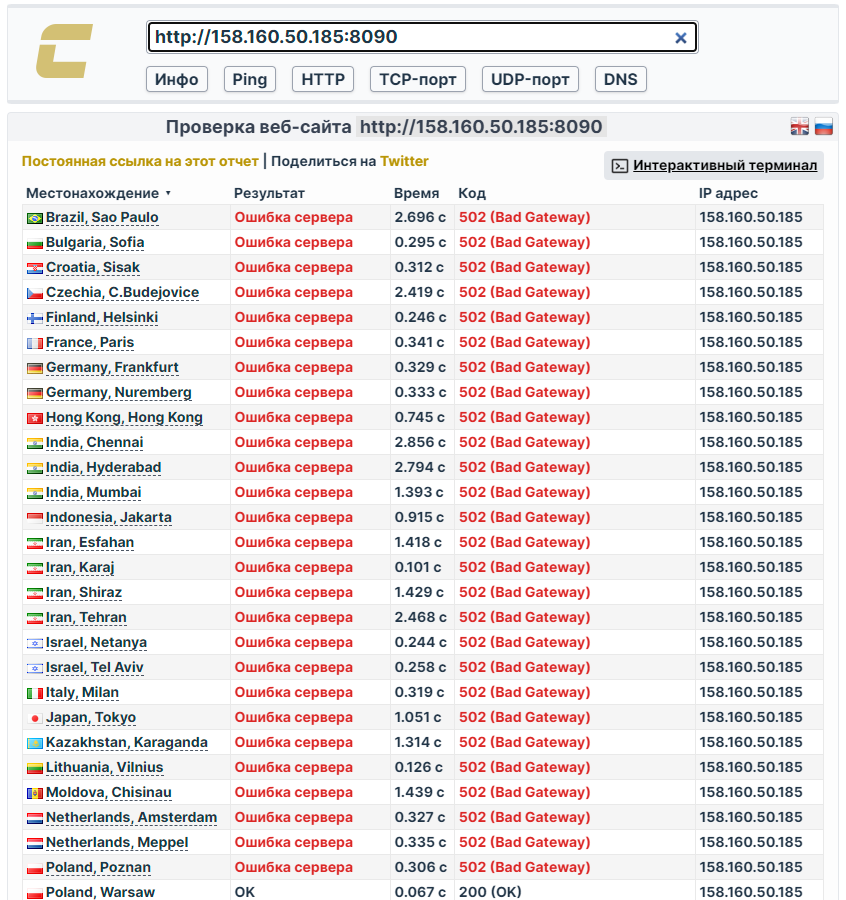 http://158.160.50.185:8090 ×
Инфо Ping HTTP TCP-порт UDP-порт DNS
Проверка веб-сайта http://158.160.50.185:8090
Постоянная ссылка на этот отчет | Поделиться на Twitter
Интерактивный терминал
Местонахождение Результат Время Код IP адрес
Brazil, Sao Paulo Ошибка сервера 2.696 с 502 (Bad Gateway) 158.160.50.185
Bulgaria, Sofia Ошибка сервера 0.295 с 502 (Bad Gateway) 158.160.50.185
Croatia, Sisak Ошибка сервера 0.312 с 502 (Bad Gateway) 158.160.50.185
Czechia, C.Budejovice Ошибка сервера 2.419 с 502 (Bad Gateway) 158.160.50.185
Finland, Helsinki Ошибка сервера 0.246 с 502 (Bad Gateway) 158.160.50.185
France, Paris Ошибка сервера 0.341 с 502 (Bad Gateway) 158.160.50.185
Germany, Frankfurt Ошибка сервера 0.329 с 502 (Bad Gateway) 158.160.50.185
Germany, Nuremberg Ошибка сервера 0.333 с 502 (Bad Gateway) 158.160.50.185
Hong Kong, Hong Kong Ошибка сервера 0.745 с 502 (Bad Gateway) 158.160.50.185
India, Chennai Ошибка сервера 2.856 с 502 (Bad Gateway) 158.160.50.185
India, Hyderabad Ошибка сервера 2.794 с 502 (Bad Gateway) 158.160.50.185
India, Mumbai Ошибка сервера 1.393 с 502 (Bad Gateway) 158.160.50.185
Indonesia, Jakarta Ошибка сервера 0.915 с 502 (Bad Gateway) 158.160.50.185
Iran, Esfahan Ошибка сервера 1.418 с 502 (Bad Gateway) 158.160.50.185
Iran, Karaj Ошибка сервера 0.101 с 502 (Bad Gateway) 158.160.50.185
Iran, Shiraz Ошибка сервера 1.429 с 502 (Bad Gateway) 158.160.50.185
Iran, Tehran Ошибка сервера 2.468 с 502 (Bad Gateway) 158.160.50.185
Israel, Netanya Ошибка сервера 0.244 с 502 (Bad Gateway) 158.160.50.185
Israel, Tel Aviv Ошибка сервера 0.258 с 502 (Bad Gateway) 158.160.50.185
Italy, Milan Ошибка сервера 0.319 с 502 (Bad Gateway) 158.160.50.185
Japan, Tokyo Ошибка сервера 1.051 с 502 (Bad Gateway) 158.160.50.185
Kazakhstan, Karaganda Ошибка сервера 1.314 с 502 (Bad Gateway) 158.160.50.185
Lithuania, Vilnius Ошибка сервера 0.126 с 502 (Bad Gateway) 158.160.50.185
Moldova, Chisinau Ошибка сервера 1.439 с 502 (Bad Gateway) 158.160.50.185
Netherlands, Amsterdam Ошибка сервера 0.327 с 502 (Bad Gateway) 158.160.50.185
Netherlands, Meppel Ошибка сервера 0.335 с 502 (Bad Gateway) 158.160.50.185
Poland, Poznan Ошибка сервера 0.306 с 502 (Bad Gateway) 158.160.50.185
Poland, Warsaw OK 0.067 с 200 (OK) 158.160.50.185